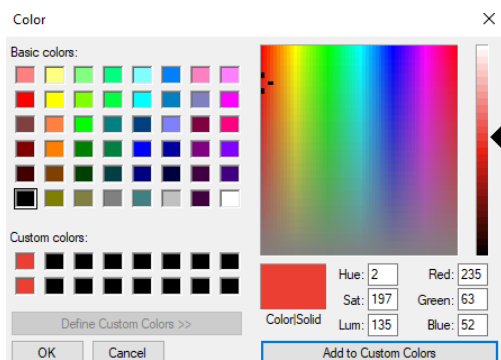 Color
Basic colors:
Custom colors:
Define Custom Colors >>
OK Cancel
Color|Solid
Hue: 2 Red: 235
Sat: 197 Green: 63
Lum: 135 Blue: 52
Add to Custom Colors